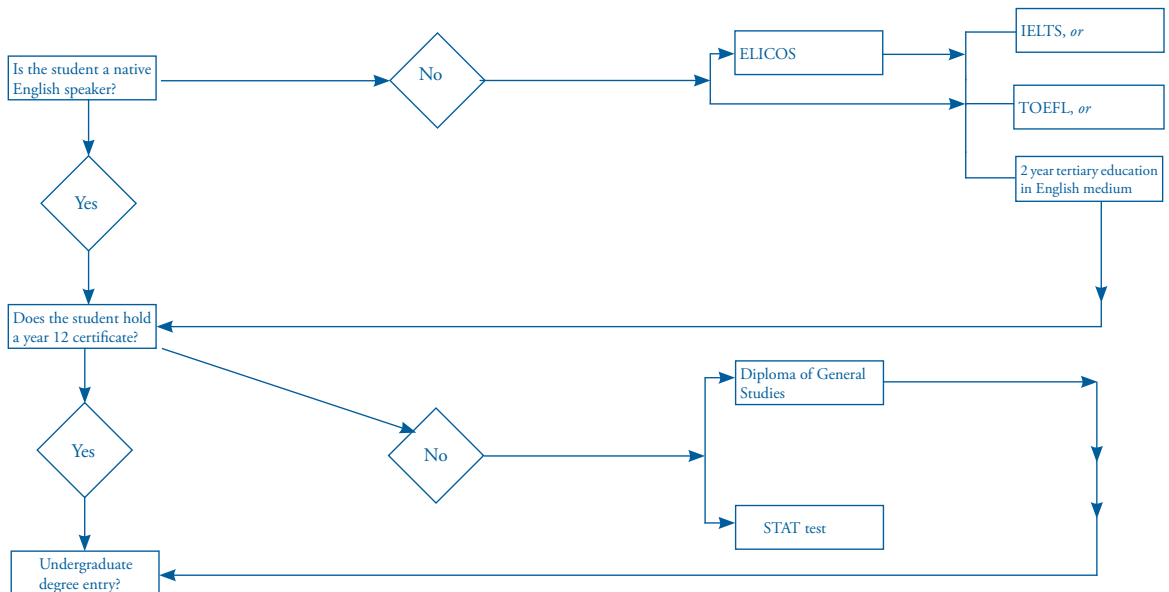 Is the student a native
English speaker?
No
ELICOS
IELTS, or
TOEFL, or
2 year tertiary education
in English medium
Yes
Does the student hold
a year 12 certificate?
Diploma of General
Studies
Yes
No
STAT test
Undergraduate
degree entry?